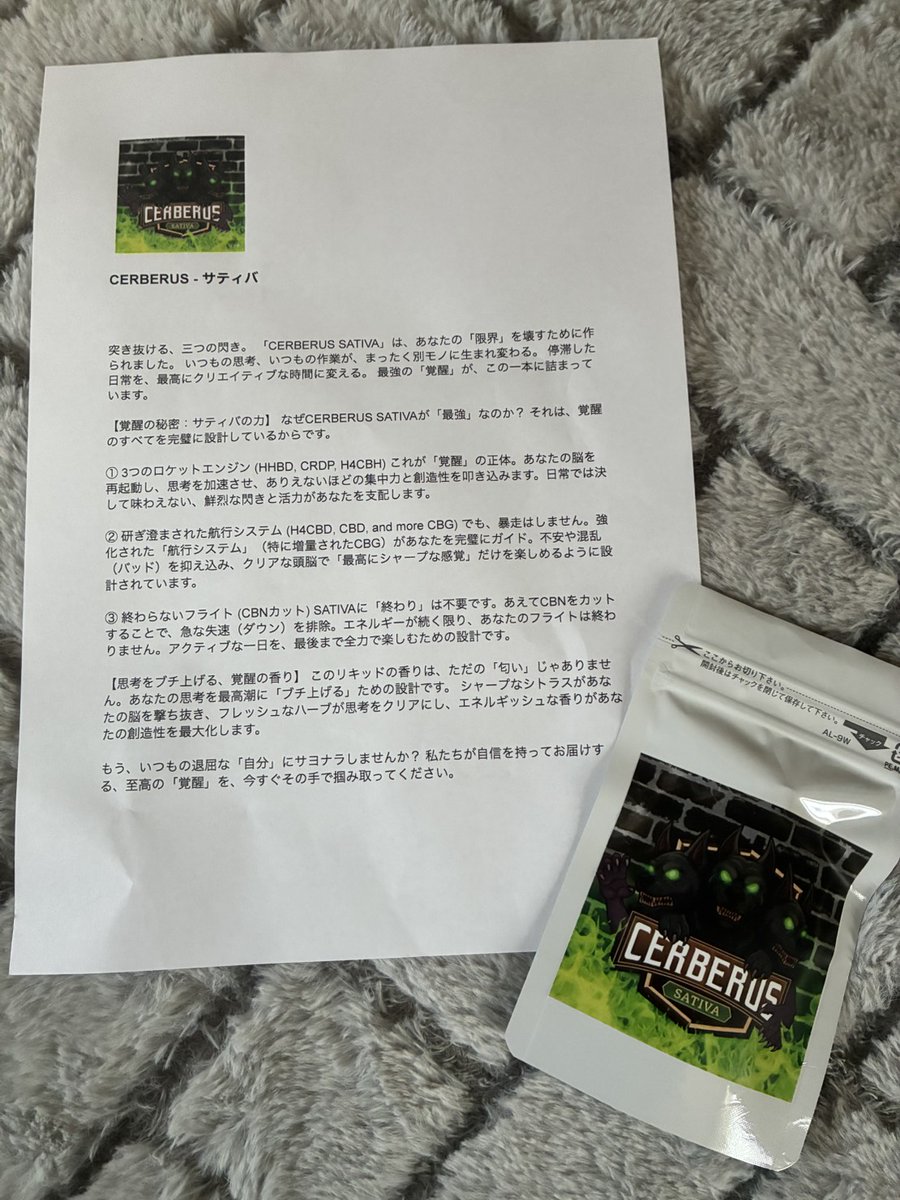 CERBERUS
SATIVA
CERBERUS - サティバ
突き抜ける、三つの閃き。 「CERBERUS SATIVA」は、あなたの「限界」を壊すために作
られました。 いつもの思考、いつもの作業が、まったく別モノに生まれ変わる。 停滞した
日常を、最高にクリエイティブな時間に変える。 最強の「覚醒」が、この一本に詰まって
います。
【覚醒の秘密：サティバの力】 なぜCERBERUS SATIVAが「最強」なのか？ それは、覚醒
のすべてを完璧に設計しているからです。
① 3つのロケットエンジン (HHBD, CRDP, H4CBH) これが「覚醒」の正体。あなたの脳を
再起動し、思考を加速させ、ありえないほどの集中力と創造性を叩き込みます。日常では決
して味わえない、鮮烈な閃きと活力があなたを支配します。
② 研ぎ澄まされた航行システム (H4CBD, CBD, and more CBG) でも、暴走はしません。強
化された「航行システム」（特に増量されたCBG）があなたを完璧にガイド。不安や混乱
（バッド）を抑え込み、クリアな頭脳で「最高にシャープな感覚」だけを楽しめるように設
計されています。
③ 終わらないフライト (CBNカット) SATIVAに「終わり」は不要です。あえてCBNをカット
することで、急な失速（ダウン）を排除。エネルギーが続く限り、あなたのフライトは終わ
りません。アクティブな一日を、最後まで全力で楽しむための設計です。
【思考をブチ上げる、覚醒の香り】 このリキッドの香りは、ただの「匂い」じゃありませ
ん。あなたの思考を最高潮に「ブチ上げる」ための設計です。 シャープなシトラスがあな
たの脳を撃ち抜き、フレッシュなハーブが思考をクリアにし、エネルギッシュな香りがあな
たの創造性を最大化します。
もう、いつもの退屈な「自分」にサヨナラしませんか？ 私たちが自信を持ってお届けす
る、至高の「覚醒」を、今すぐその手で掴み取ってください。
ここからお切り下さい。
開封後はチャックを閉じて保存して下さい。
チャック
AL-9W
CERBERUS
SATIVA